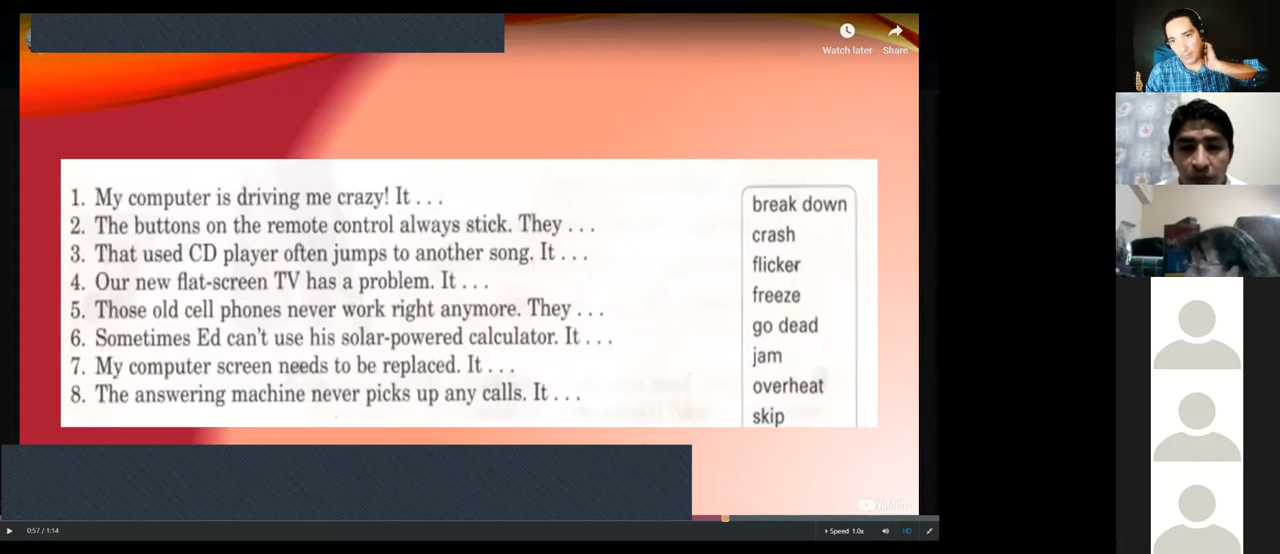 Watch later
Share
1. My computer is driving me crazy! It . . .
2. The buttons on the remote control always stick. They . . .
3. That used CD player often jumps to another song. It . . .
4. Our new flat-screen TV has a problem. It . . .
5. Those old cell phones never work right anymore. They . . .
6. Sometimes Ed can't use his solar-powered calculator. It . . .
7. My computer screen needs to be replaced. It . . .
8. The answering machine never picks up any calls. It . . .
break down
crash
flicker
freeze
go dead
jam
overheat
skip
YouTube
0:57 / 1:14
Speed 1.0x
HD